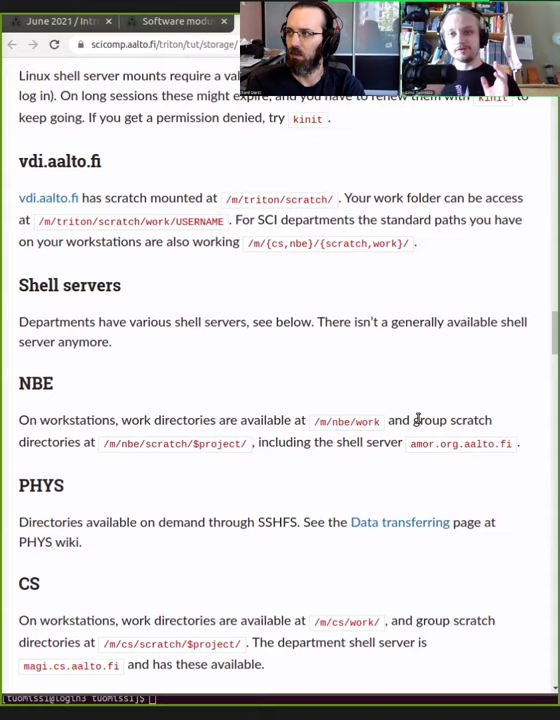 June 2021 / Intr
Software modu
scicomp.aalto.fi/triton/tut/storage/
Linux shell server mounts require a val
log in). On long sessions these might expire, and you have to renew them with kinit to
keep going. If you get a permission denied, try kinit .
vdi.aalto.fi
vdi.aalto.fi has scratch mounted at /m/triton/scratch/ . Your work folder can be access
at /m/triton/scratch/work/USERNAME . For SCI departments the standard paths you have
on your workstations are also working /m/{cs,nbe}/{scratch,work}/ .
Shell servers
Departments have various shell servers, see below. There isn't a generally available shell
server anymore.
NBE
On workstations, work directories are available at /m/nbe/work and group scratch
directories at /m/nbe/scratch/$project/ , including the shell server amor.org.aalto.fi .
PHYS
Directories available on demand through SSHFS. See the Data transferring page at
PHYS wiki.
CS
On workstations, work directories are available at /m/cs/work/ , and group scratch
directories at /m/cs/scratch/$project/ . The department shell server is
magi.cs.aalto.fi and has these available.
[tuomiss1@login3 tuomiss1]$